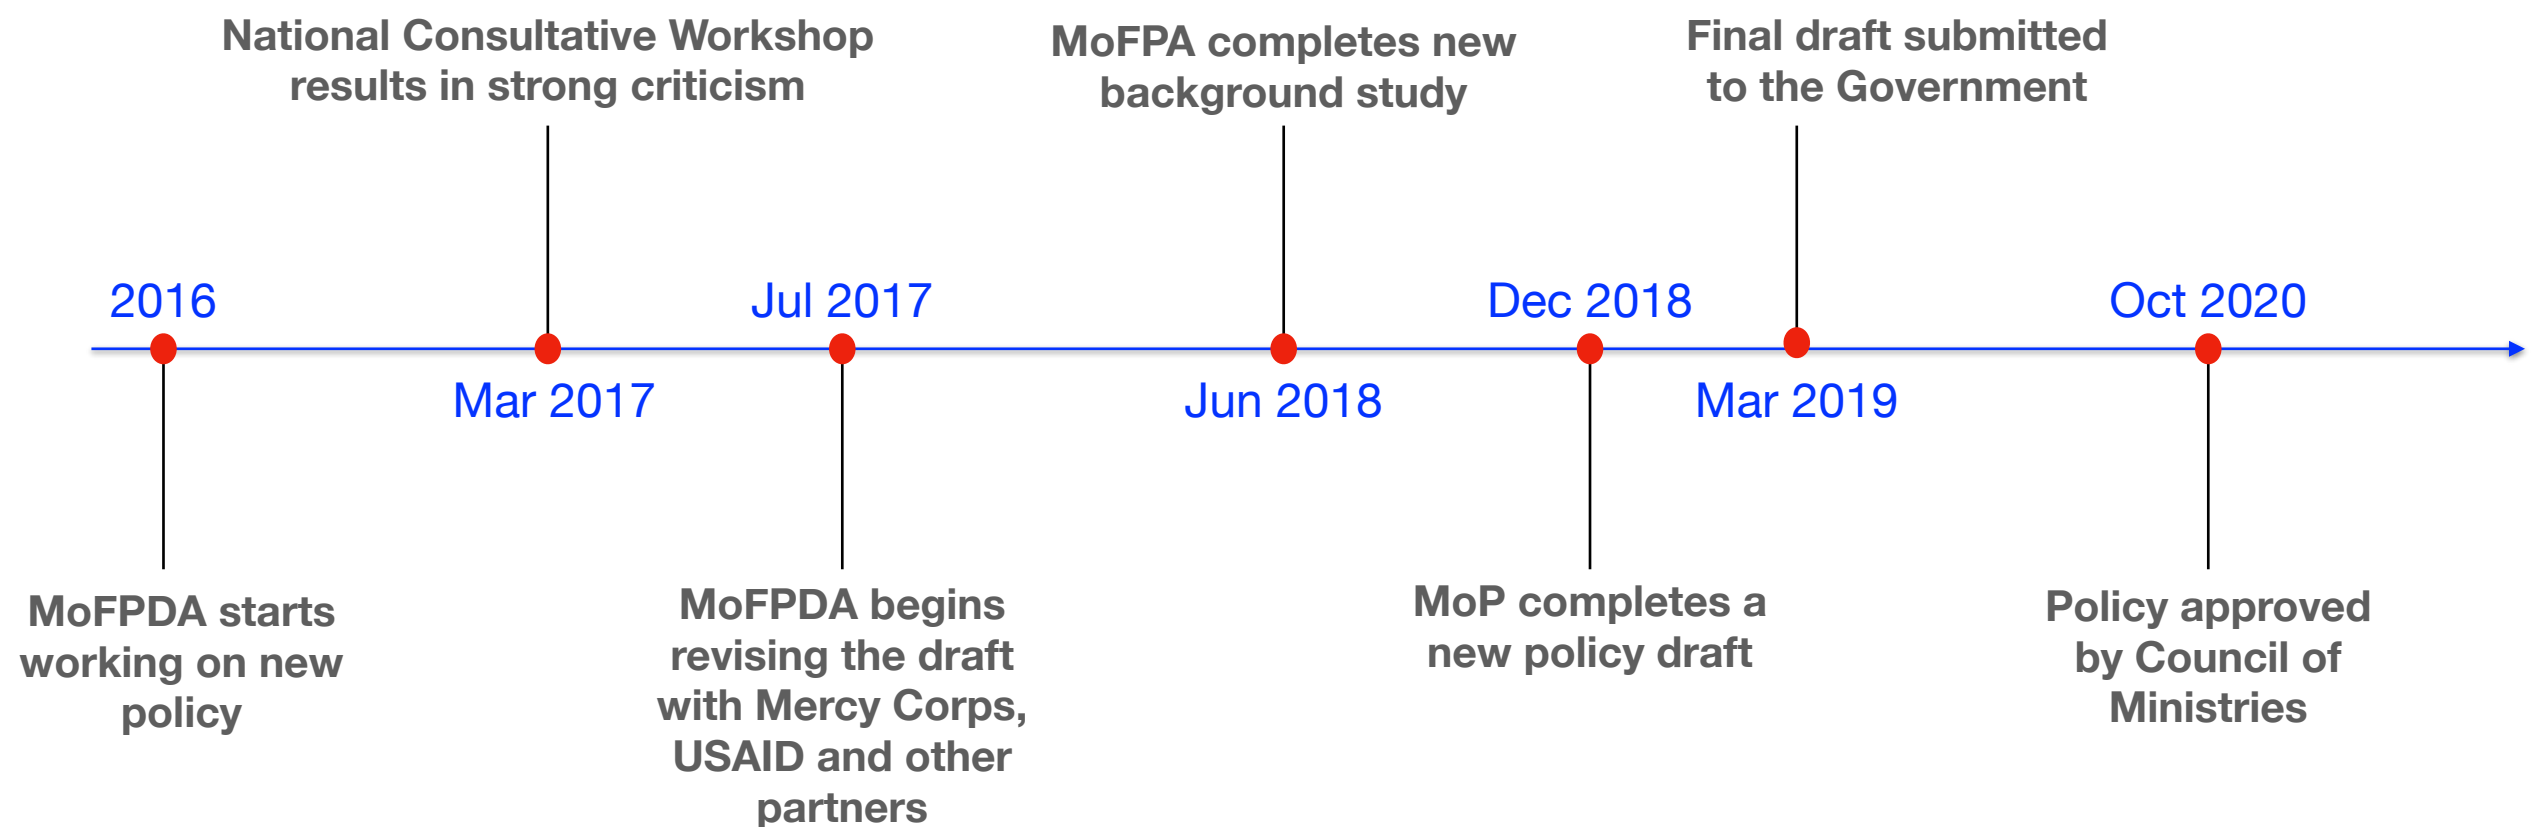 National Consultative Workshop
results in strong criticism
MoFPA completes new
background study
Final draft submitted
to the Government
2016
Jul 2017
Dec 2018
Oct 2020
Mar 2017
Jun 2018
Mar 2019
MoFPDA starts
working on new
policy
MoFPDA begins
revising the draft
with Mercy Corps,
USAID and other
partners
MoP completes a
new policy draft
Policy approved
by Council of
Ministries